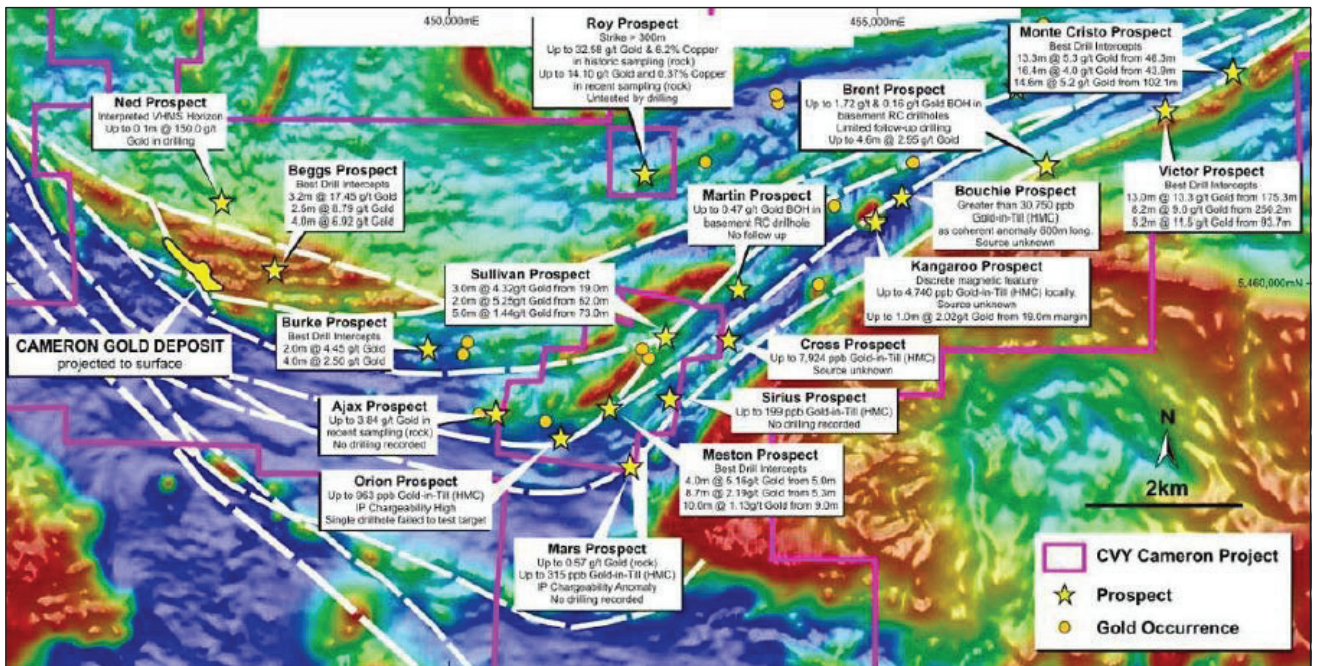 450,000mE
455,000mE
Roy Prospect
Strike > 300m
Up to 32.58 g/t Gold & 6.2% Copper
in historic sampling (rock)
Up to 14.10 g/t Gold and 0.37% Copper
in recent sampling (rock)
Untested by drilling
Monte Cristo Prospect
Best Drill Intercepts
13.3m @ 5.3 g/t Gold from 46.3m
16.4m @ 4.0 g/t Gold from 43.9m
14.6m @ 5.2 g/t Gold from 102.1m
Ned Prospect
Interpreted VHMS Horizon
Up to 0.1m @ 150.0 g/t
Gold in drilling
Brent Prospect
Up to 1.72 g/t & 0.16 g/t Gold BOH in
basement RC drillholes
Limited follow-up drilling
Up to 4.6m @ 2.95 g/t Gold
Beggs Prospect
Best Drill Intercepts
3.2m @ 17.45 g/t Gold
2.5m @ 8.79 g/t Gold
4.0m @ 6.92 g/t Gold
Martin Prospect
Up to 0.47 g/t Gold BOH in
basement RC drillhole
No follow up
Bouchie Prospect
Greater than 30,750 ppb
Gold-in-Till (HMC)
as coherent anomaly 600m long.
Source unknown
Victor Prospect
Best Drill Intercepts
13.0m @ 13.3 g/t Gold from 175.3m
8.2m @ 9.0 g/t Gold from 250.2m
5.2m @ 11.5 g/t Gold from 93.7m
Sullivan Prospect
3.0m @ 4.32g/t Gold from 19.0m
2.0m @ 5.25g/t Gold from 52.0m
5.0m @ 1.44g/t Gold from 73.0m
Kangaroo Prospect
Discrete magnetic feature
Up to 4,740 ppb Gold-in-Till (HMC) locally.
Source unknown
Up to 1.0m @ 2.02g/t Gold from 19.0m margin
5,460,000mN
Burke Prospect
Best Drill Intercepts
2.0m @ 4.45 g/t Gold
4.0m @ 2.50 g/t Gold
CAMERON GOLD DEPOSIT
projected to surface
Cross Prospect
Up to 7,924 ppb Gold-in-Till (HMC)
Source unknown
Ajax Prospect
Up to 3.84 g/t Gold in
recent sampling (rock)
No drilling recorded
Sirius Prospect
Up to 199 ppb Gold-in-Till (HMC)
No drilling recorded
Orion Prospect
Up to 963 ppb Gold-in-Till (HMC)
IP Chargeability High
Single drillhole failed to test target
Meston Prospect
Best Drill Intercepts
4.0m @ 5.16g/t Gold from 5.0m
8.7m @ 2.19g/t Gold from 5.3m
10.0m @ 1.13g/t Gold from 9.0m
Mars Prospect
Up to 0.57 g/t Gold (rock)
Up to 315 ppb Gold-in-Till (HMC)
IP Chargeability Anomaly
No drilling recorded
N
2km
CVY Cameron Project
Prospect
Gold Occurrence